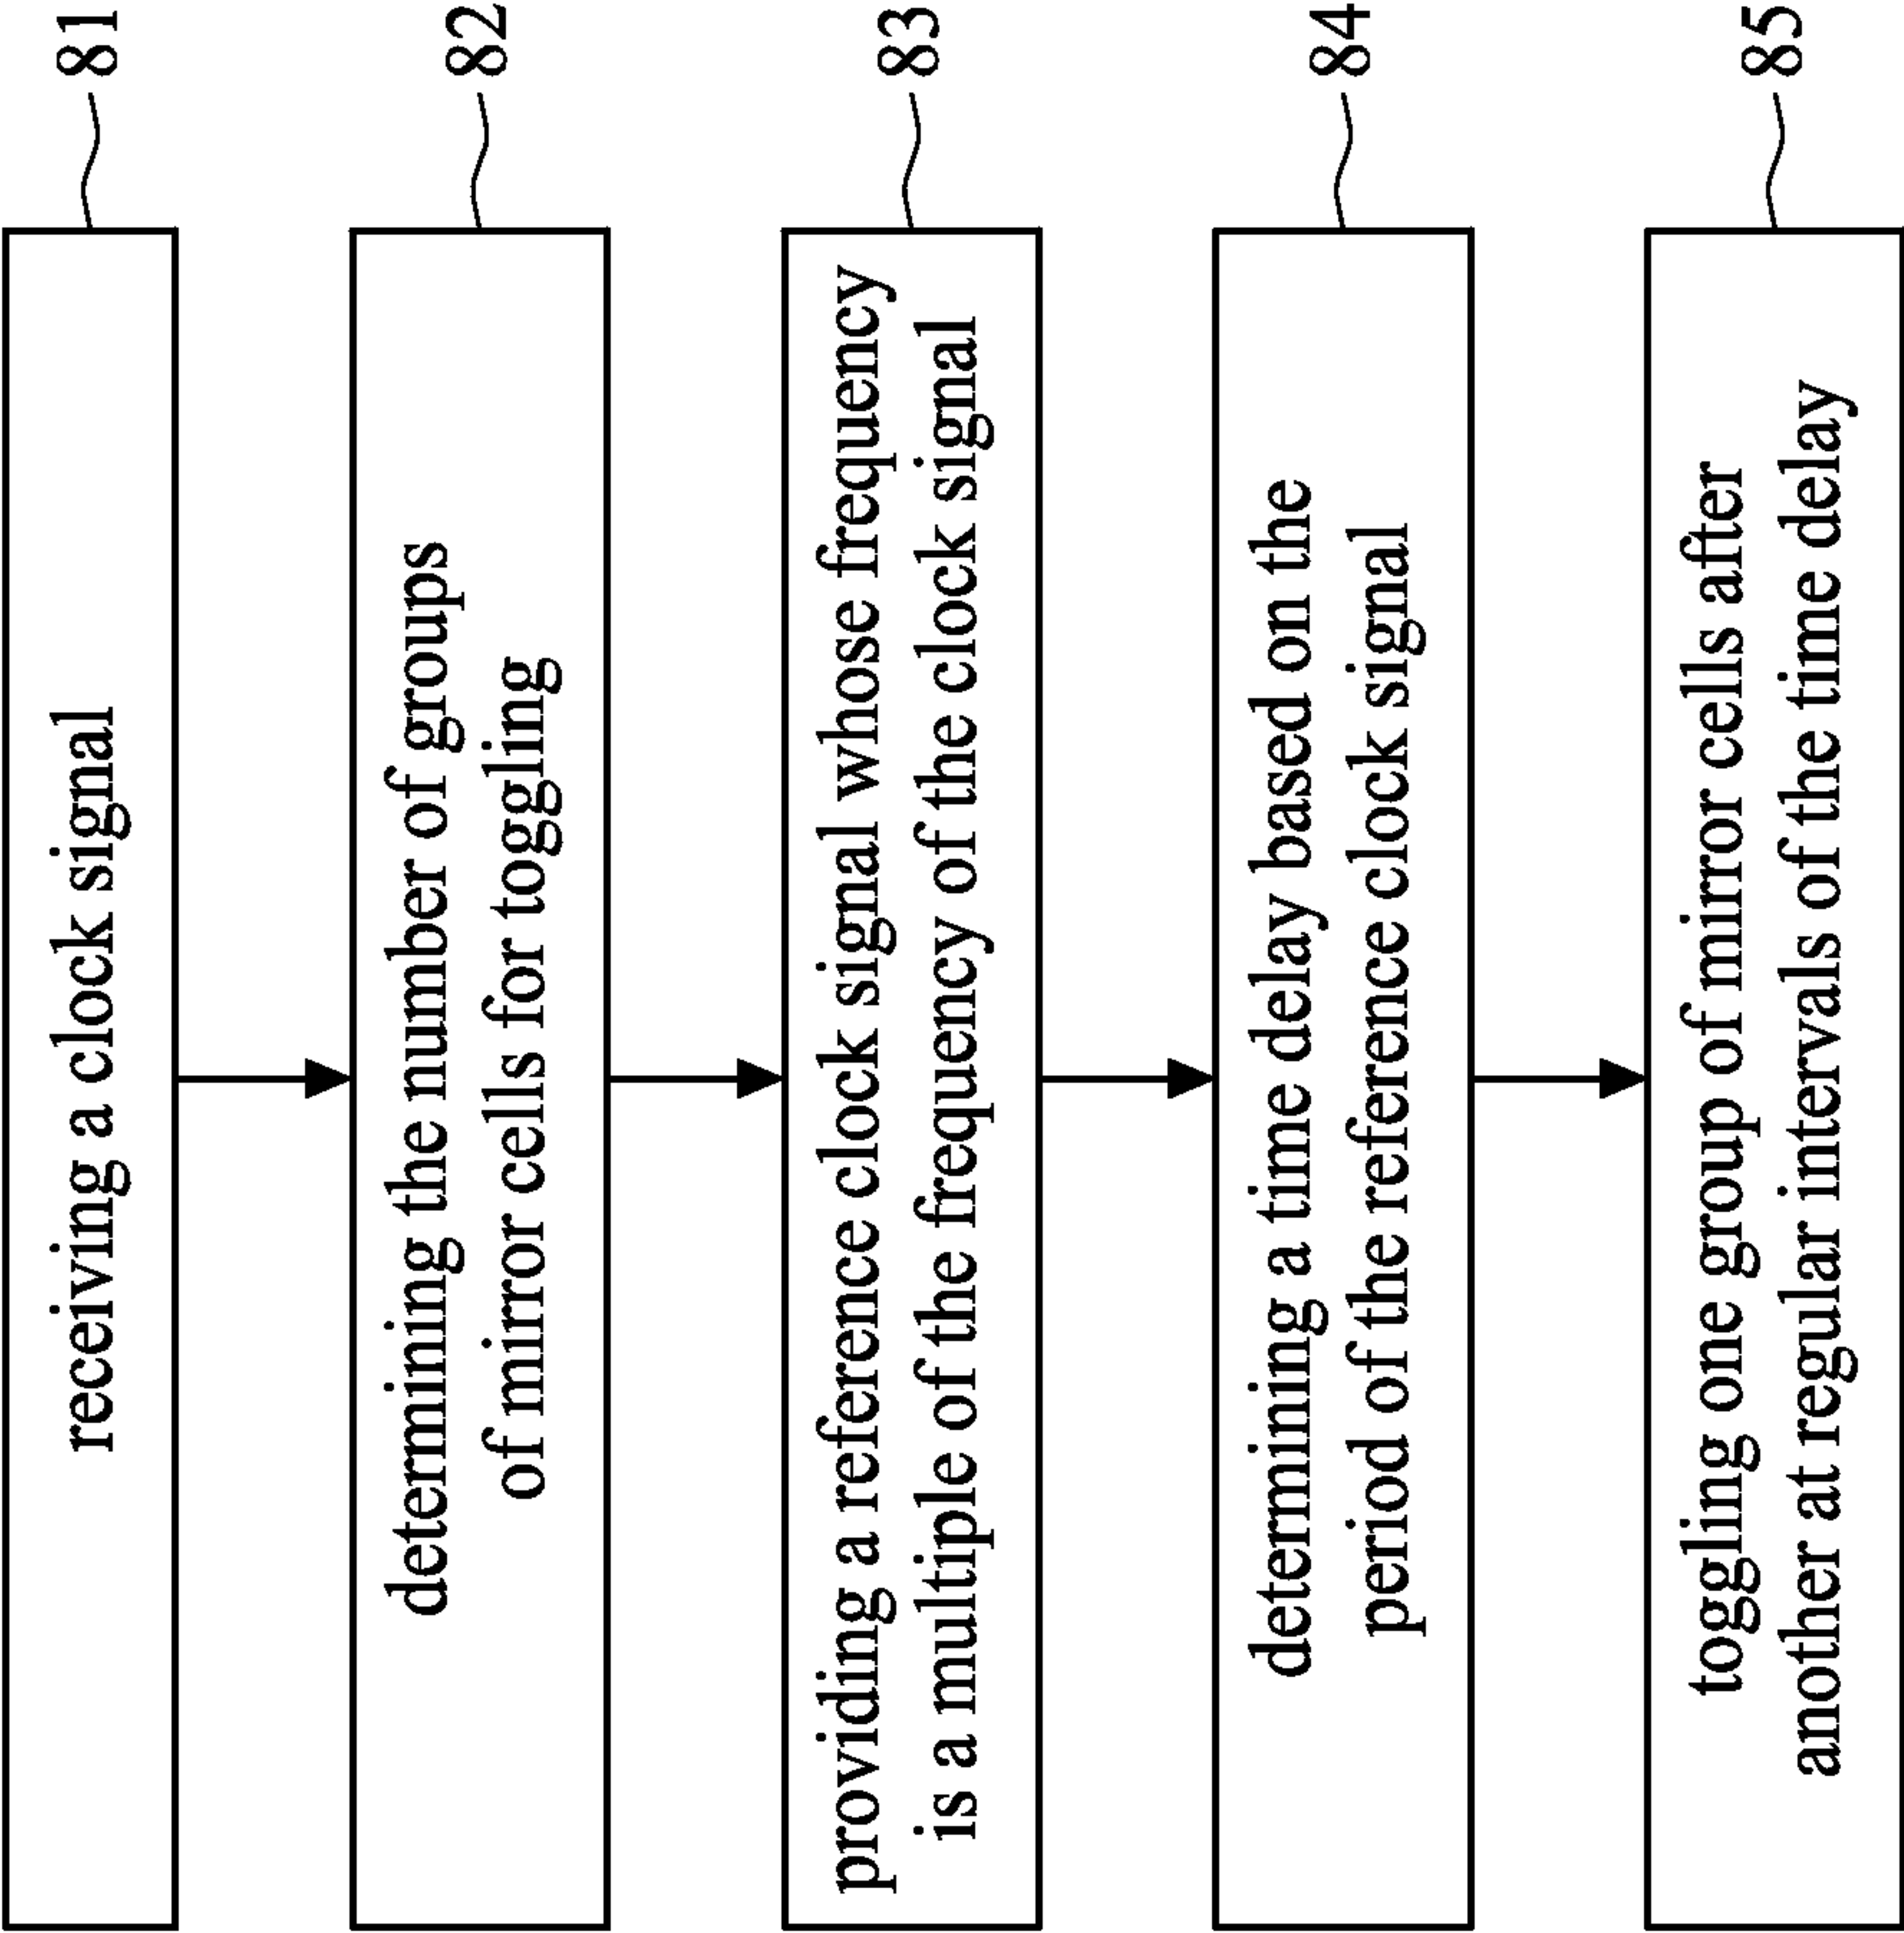 receiving a clock signal
81
determining the number of groups
of mirror cells for toggling
82
providing a reference clock signal whose frequency
is a multiple of the frequency of the clock signal
83
determining a time delay based on the
period of the reference clock signal
84
toggling one group of mirror cells after
another at regular intervals of the time delay
85